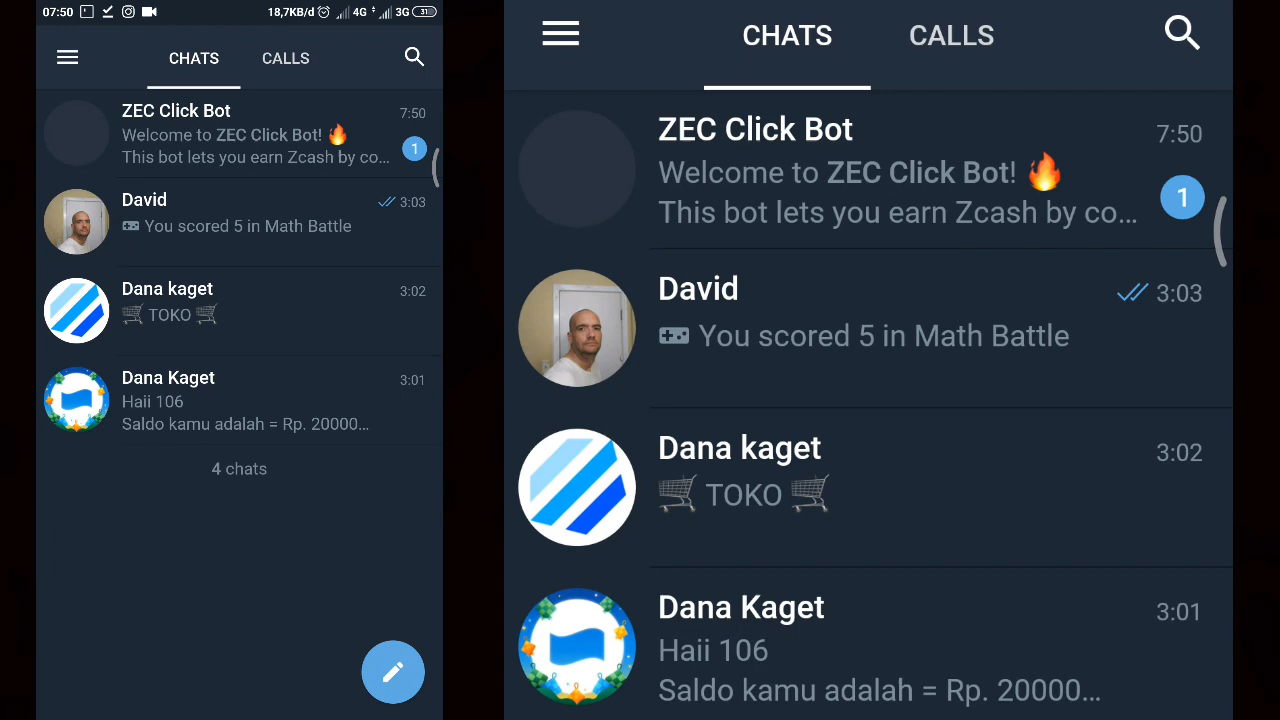 07:50 18,7KB/d 4G 3G 31
CHATS CALLS
ZEC Click Bot 7:50
Welcome to ZEC Click Bot! 🔥
This bot lets you earn Zcash by co... 1
David 3:03
🎮 You scored 5 in Math Battle
Dana kaget 3:02
🛒 TOKO 🛒
Dana Kaget 3:01
Haii 106
Saldo kamu adalah = Rp. 20000...
4 chats
CHATS CALLS
ZEC Click Bot 7:50
Welcome to ZEC Click Bot! 🔥
This bot lets you earn Zcash by co... 1
David 3:03
🎮 You scored 5 in Math Battle
Dana kaget 3:02
🛒 TOKO 🛒
Dana Kaget 3:01
Haii 106
Saldo kamu adalah = Rp. 20000...